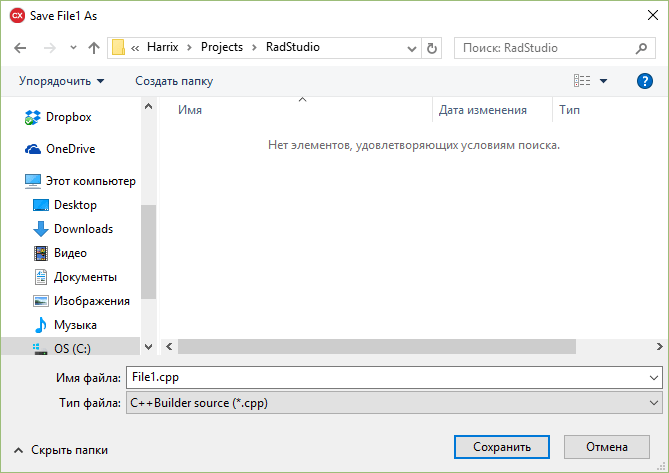 CX Save File1 As
« Harrix › Projects › RadStudio
Поиск: RadStudio
Упорядочить
Создать папку
?
Dropbox
OneDrive
Этот компьютер
Desktop
Downloads
Видео
Документы
Изображения
Музыка
OS (C:)
Имя
Дата изменения
Тип
Нет элементов, удовлетворяющих условиям поиска.
Имя файла: File1.cpp
Тип файла: C++Builder source (*.cpp)
Скрыть папки
Сохранить
Отмена